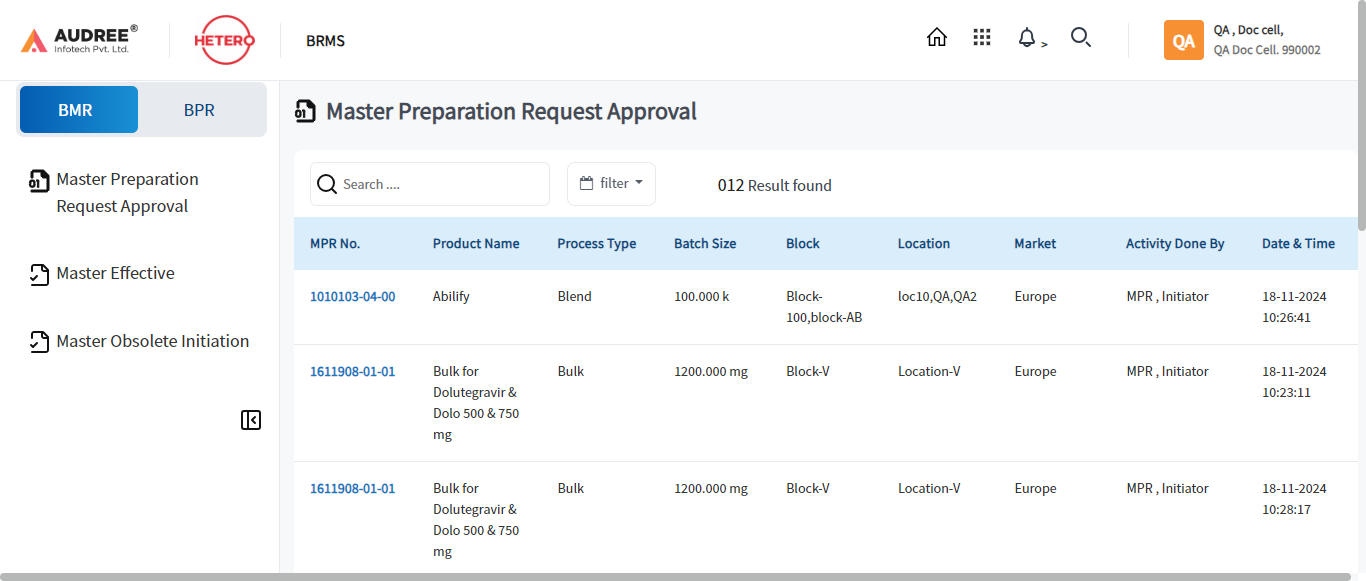 AUDREE®
Infotech Pvt. Ltd.
HETERO
BRMS
>
QA
QA , Doc cell,
QA Doc Cell. 990002
BMR
BPR
Master Preparation
Request Approval
Master Effective
Master Obsolete Initiation
01
01 Master Preparation Request Approval
Search ....
filter
012 Result found
MPR No. Product Name Process Type Batch Size Block Location Market Activity Done By Date & Time
1010103-04-00 Abilify Blend 100.000 k Block- loc10,QA,QA2 Europe MPR , Initiator 18-11-2024
100,block-AB 10:26:41
1611908-01-01 Bulk for Bulk 1200.000 mg Block-V Location-V Europe MPR , Initiator 18-11-2024
Dolutegravir & 10:23:11
Dolo 500 & 750
mg
1611908-01-01 Bulk for Bulk 1200.000 mg Block-V Location-V Europe MPR , Initiator 18-11-2024
Dolutegravir & 10:28:17
Dolo 500 & 750
mg